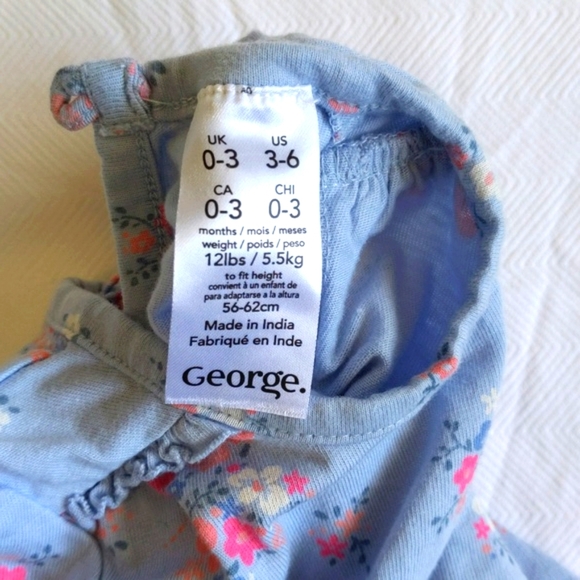 UK US
0-3 3-6
CA CHI
0-3 0-3
months / mois / meses
weight / poids / peso
12lbs / 5.5kg
to fit height
convient à un enfant de
para adaptarse a la altura
56-62cm
Made in India
Fabriqué en Inde
George.